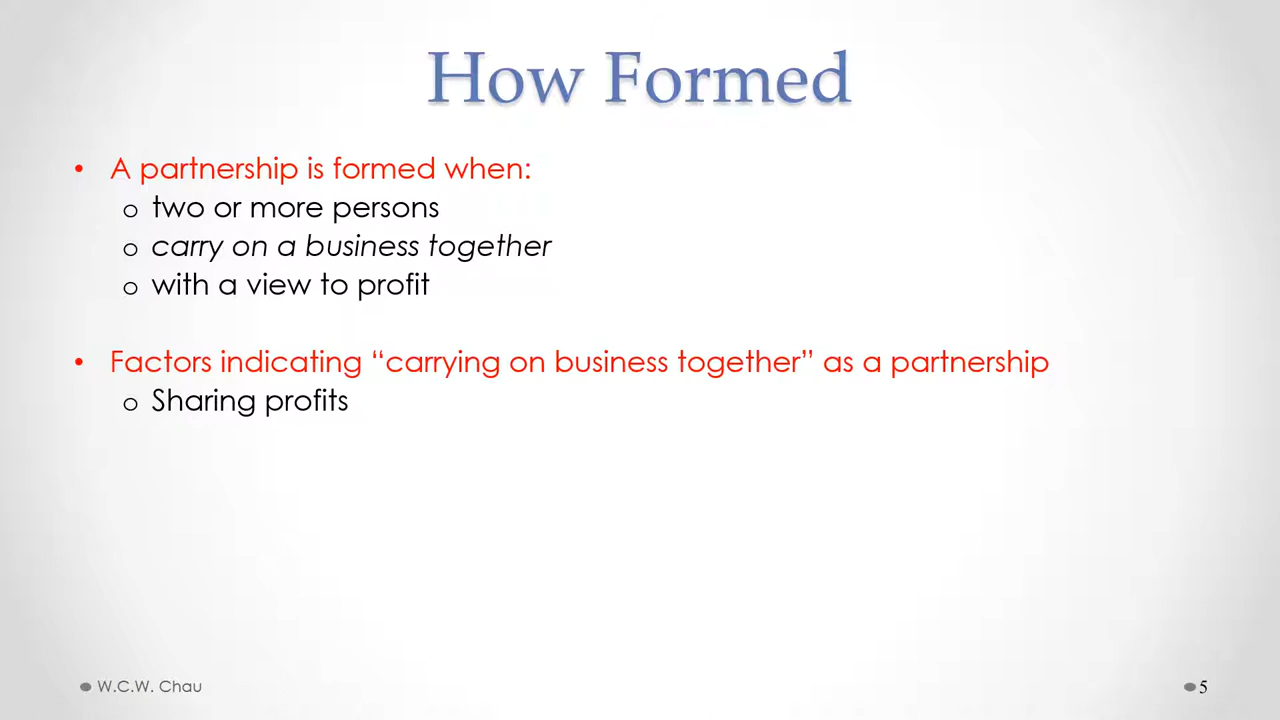 How Formed
• A partnership is formed when:
o two or more persons
o carry on a business together
o with a view to profit
• Factors indicating “carrying on business together” as a partnership
o Sharing profits
W.C.W. Chau
5